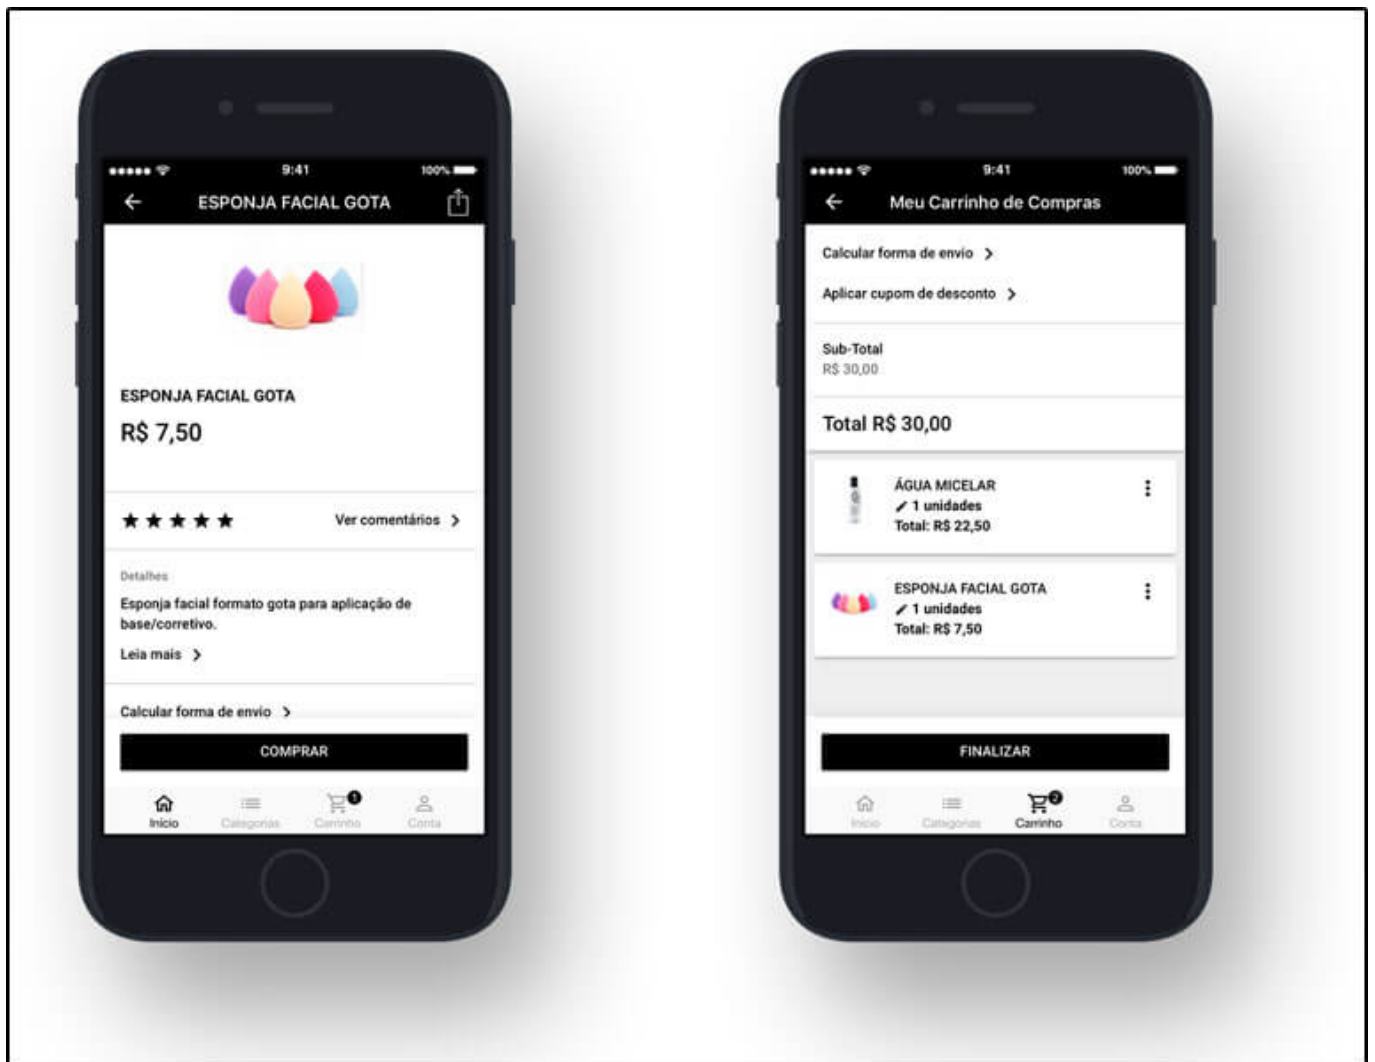 9:41
100%
ESPONJA FACIAL GOTA
ESPONJA FACIAL GOTA
R$ 7,50
Ver comentários
Detalhes
Esponja facial formato gota para aplicação de
base/corretivo.
Leia mais
Calcular forma de envio
COMPRAR
1
Início
Categorias
Carrinho
Conta
9:41
100%
Meu Carrinho de Compras
Calcular forma de envio
Aplicar cupom de desconto
Sub-Total
R$ 30,00
Total R$ 30,00
ÁGUA MICELAR
1 unidades
Total: R$ 22,50
ESPONJA FACIAL GOTA
1 unidades
Total: R$ 7,50
FINALIZAR
2
Início
Categorias
Carrinho
Conta